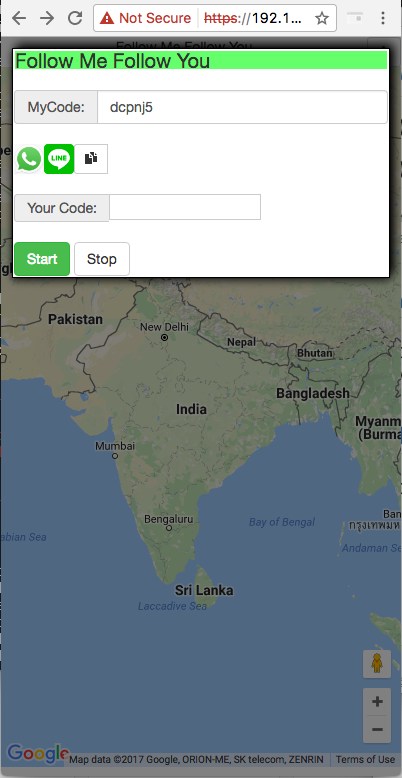 Not Secure https://192.1...
Follow Me Follow You
Follow Me Follow You
MyCode: dcpnj5
LINE
Your Code:
Start Stop
Pakistan
New Delhi
Nepal
Bhutan
Bangladesh
India
Myanm
(Burma
Mumbai
Ban
กรุงเทพมห
Bengaluru
Bay of Bengal
abian Sea
Andaman Se
Sri Lanka
Laccadive Sea
Google
Map data ©2017 Google, ORION-ME, SK telecom, ZENRIN Terms of Use